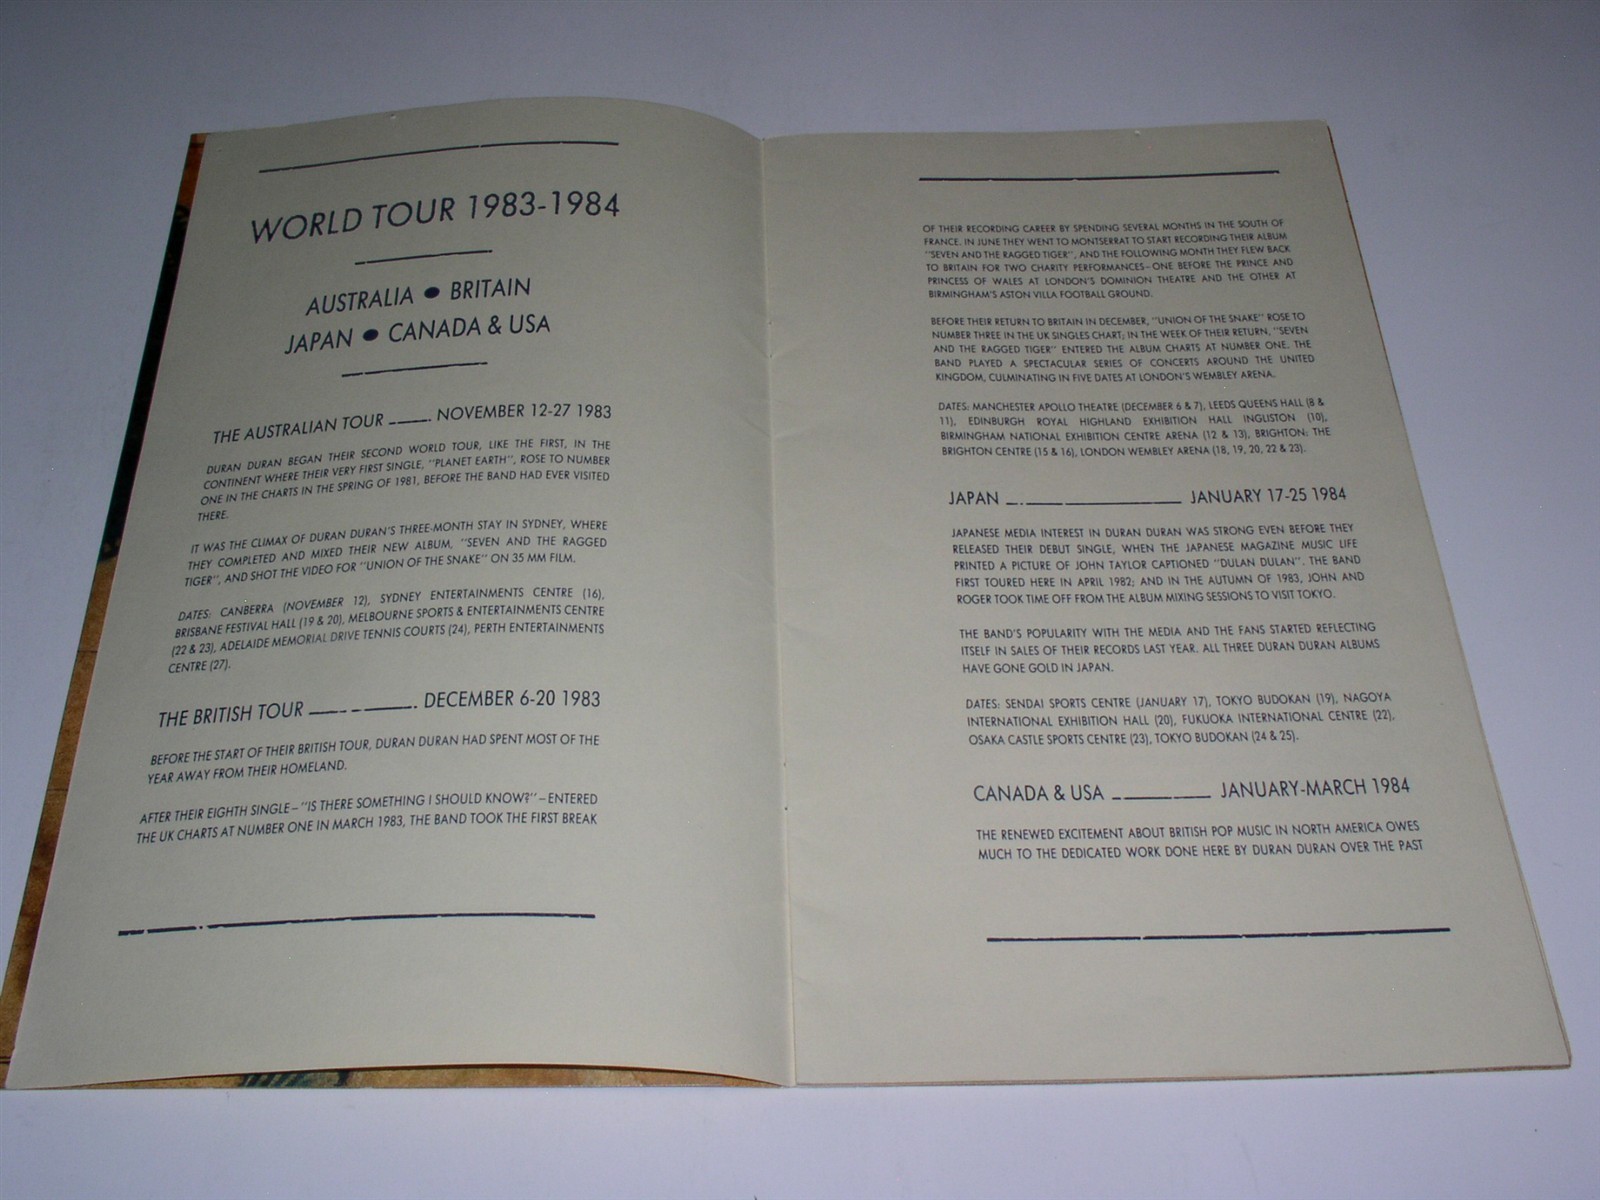 WORLD TOUR 1983-1984
AUSTRALIA ● BRITAIN
JAPAN ● CANADA & USA
THE AUSTRALIAN TOUR NOVEMBER 12-27 1983
DURAN DURAN BEGAN THEIR SECOND WORLD TOUR, LIKE THE FIRST, IN THE
CONTINENT WHERE THEIR VERY FIRST SINGLE, "PLANET EARTH", ROSE TO NUMBER
ONE IN THE CHARTS IN THE SPRING OF 1981, BEFORE THE BAND HAD EVER VISITED
THERE.
IT WAS THE CLIMAX OF DURAN DURAN'S THREE-MONTH STAY IN SYDNEY, WHERE
THEY COMPLETED AND MIXED THEIR NEW ALBUM, "SEVEN AND THE RAGGED
TIGER", AND SHOT THE VIDEO FOR "UNION OF THE SNAKE" ON 35 MM FILM.
DATES: CANBERRA (NOVEMBER 12), SYDNEY ENTERTAINMENTS CENTRE (16),
BRISBANE FESTIVAL HALL (19 & 20), MELBOURNE SPORTS & ENTERTAINMENTS CENTRE
(22 & 23), ADELAIDE MEMORIAL DRIVE TENNIS COURTS (24), PERTH ENTERTAINMENTS
CENTRE (27).
THE BRITISH TOUR DECEMBER 6-20 1983
BEFORE THE START OF THEIR BRITISH TOUR, DURAN DURAN HAD SPENT MOST OF THE
YEAR AWAY FROM THEIR HOMELAND.
AFTER THEIR EIGHTH SINGLE – "IS THERE SOMETHING I SHOULD KNOW?" – ENTERED
THE UK CHARTS AT NUMBER ONE IN MARCH 1983, THE BAND TOOK THE FIRST BREAK
OF THEIR RECORDING CAREER BY SPENDING SEVERAL MONTHS IN THE SOUTH OF
FRANCE. IN JUNE THEY WENT TO MONTSERRAT TO START RECORDING THEIR ALBUM
"SEVEN AND THE RAGGED TIGER", AND THE FOLLOWING MONTH THEY FLEW BACK
TO BRITAIN FOR TWO CHARITY PERFORMANCES – ONE BEFORE THE PRINCE AND
PRINCESS OF WALES AT LONDON'S DOMINION THEATRE AND THE OTHER AT
BIRMINGHAM'S ASTON VILLA FOOTBALL GROUND.
BEFORE THEIR RETURN TO BRITAIN IN DECEMBER, "UNION OF THE SNAKE" ROSE TO
NUMBER THREE IN THE UK SINGLES CHART; IN THE WEEK OF THEIR RETURN, "SEVEN
AND THE RAGGED TIGER" ENTERED THE ALBUM CHARTS AT NUMBER ONE. THE
BAND PLAYED A SPECTACULAR SERIES OF CONCERTS AROUND THE UNITED
KINGDOM, CULMINATING IN FIVE DATES AT LONDON'S WEMBLEY ARENA.
DATES: MANCHESTER APOLLO THEATRE (DECEMBER 6 & 7), LEEDS QUEENS HALL (8 &
11), EDINBURGH ROYAL HIGHLAND EXHIBITION HALL INGLISTON (10),
BIRMINGHAM NATIONAL EXHIBITION CENTRE ARENA (12 & 13), BRIGHTON: THE
BRIGHTON CENTRE (15 & 16), LONDON WEMBLEY ARENA (18, 19, 20, 22 & 23).
JAPAN JANUARY 17-25 1984
JAPANESE MEDIA INTEREST IN DURAN DURAN WAS STRONG EVEN BEFORE THEY
RELEASED THEIR DEBUT SINGLE, WHEN THE JAPANESE MAGAZINE MUSIC LIFE
PRINTED A PICTURE OF JOHN TAYLOR CAPTIONED "DULAN DULAN". THE BAND
FIRST TOURED HERE IN APRIL 1982; AND IN THE AUTUMN OF 1983, JOHN AND
ROGER TOOK TIME OFF FROM THE ALBUM MIXING SESSIONS TO VISIT TOKYO.
THE BAND'S POPULARITY WITH THE MEDIA AND THE FANS STARTED REFLECTING
ITSELF IN SALES OF THEIR RECORDS LAST YEAR. ALL THREE DURAN DURAN ALBUMS
HAVE GONE GOLD IN JAPAN.
DATES: SENDAI SPORTS CENTRE (JANUARY 17), TOKYO BUDOKAN (19), NAGOYA
INTERNATIONAL EXHIBITION HALL (20), FUKUOKA INTERNATIONAL CENTRE (22),
OSAKA CASTLE SPORTS CENTRE (23), TOKYO BUDOKAN (24 & 25).
CANADA & USA JANUARY-MARCH 1984
THE RENEWED EXCITEMENT ABOUT BRITISH POP MUSIC IN NORTH AMERICA OWES
MUCH TO THE DEDICATED WORK DONE HERE BY DURAN DURAN OVER THE PAST